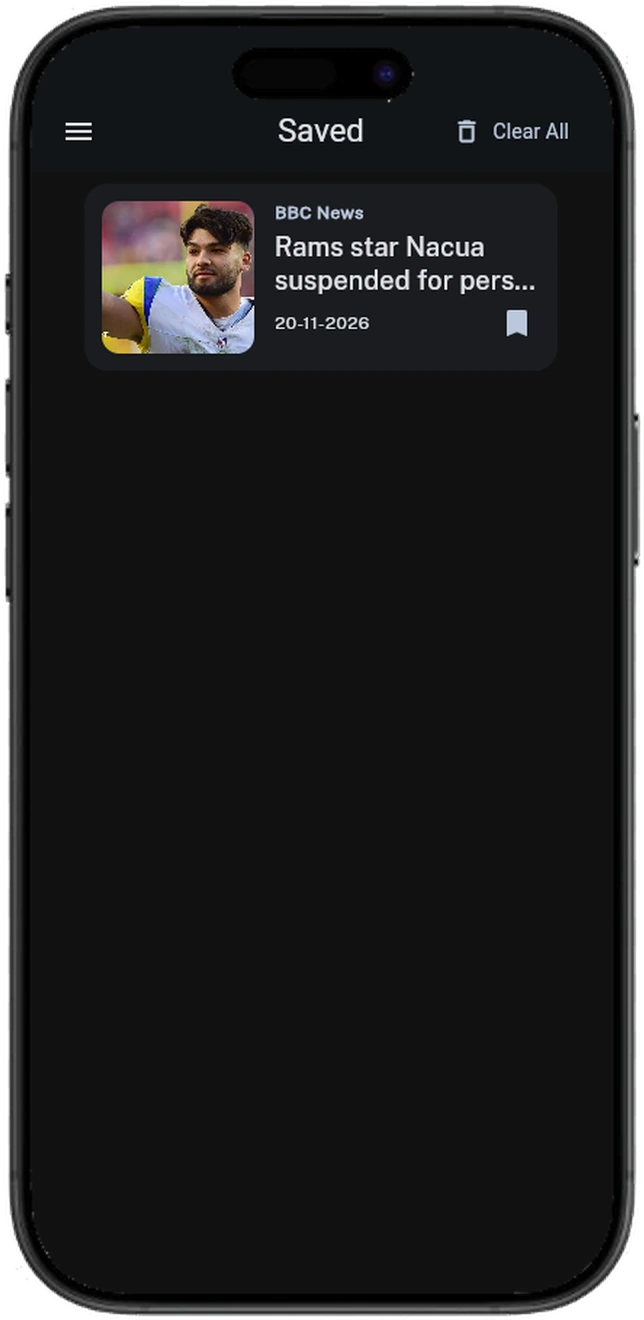 Saved
Clear All
BBC News
Rams star Nacua
suspended for pers...
20-11-2026